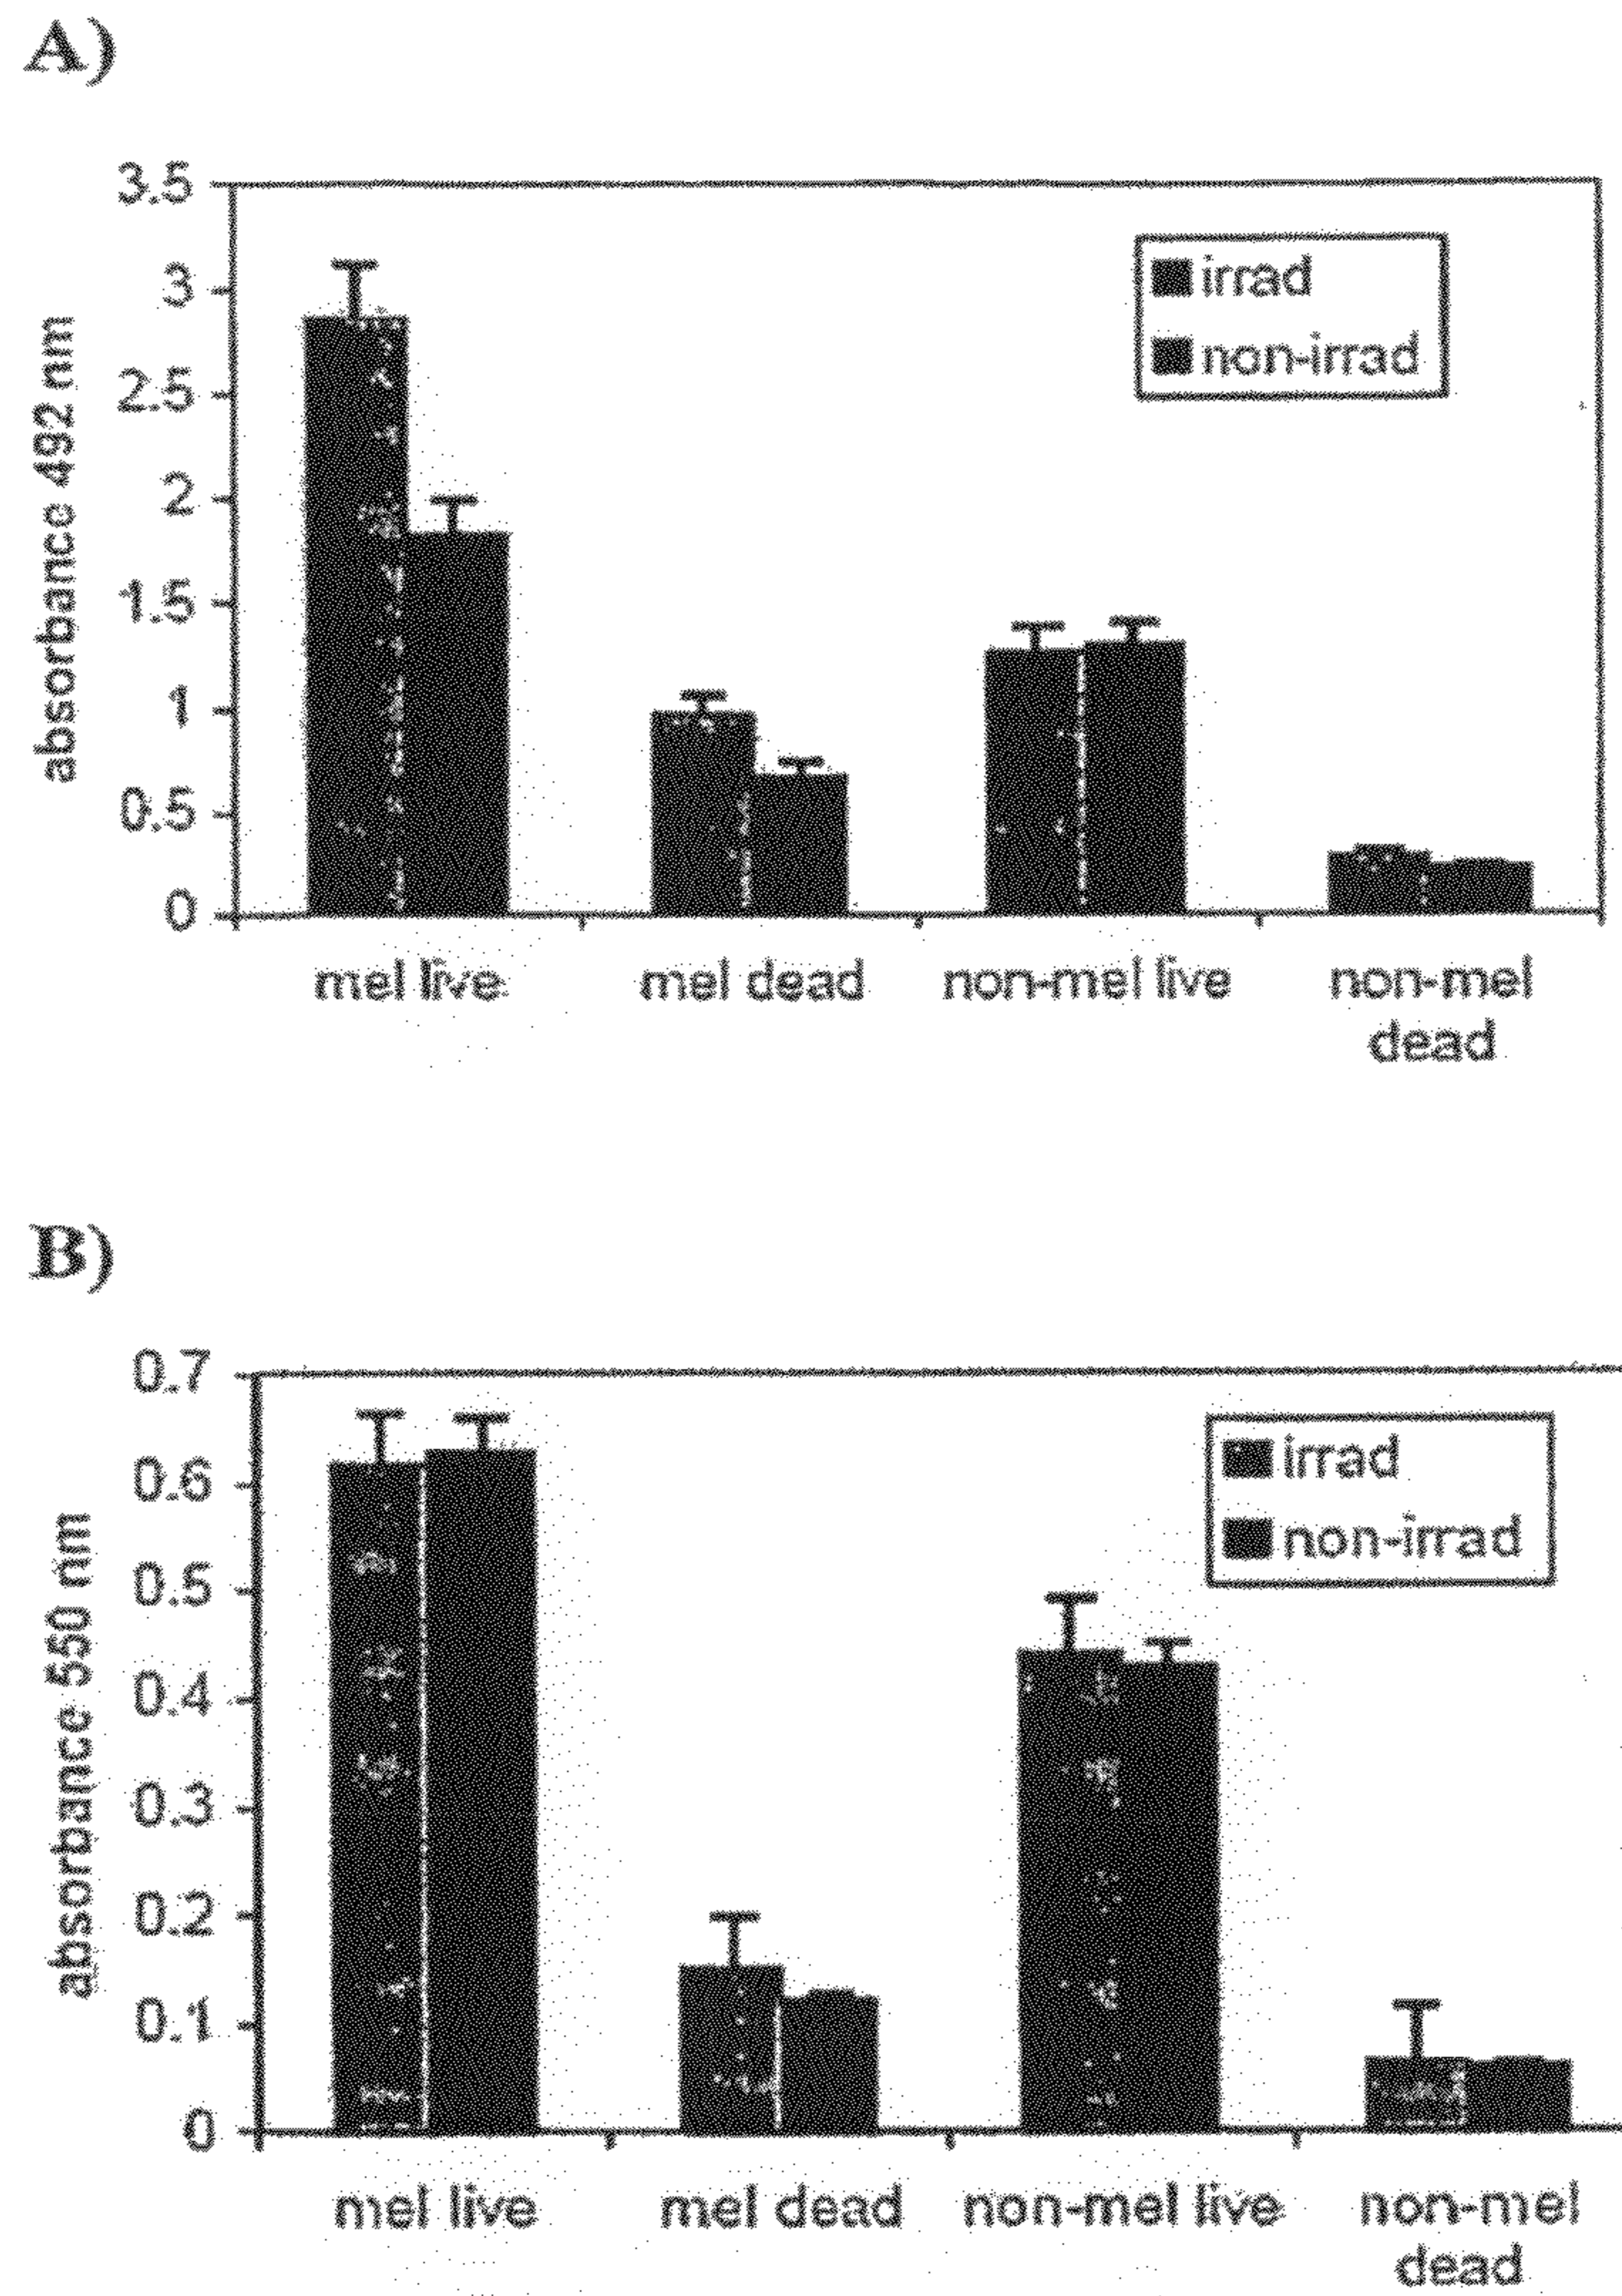 A)
absorbance 492 nm
3.5
3
2.5
2
1.5
1
0.5
0
irrad
non-irrad
mel live
mel dead
non-mel live
non-mel
dead
B)
absorbance 550 nm
0.7
0.6
0.5
0.4
0.3
0.2
0.1
0
irrad
non-irrad
mel live
mel dead
non-mel live
non-mel
dead